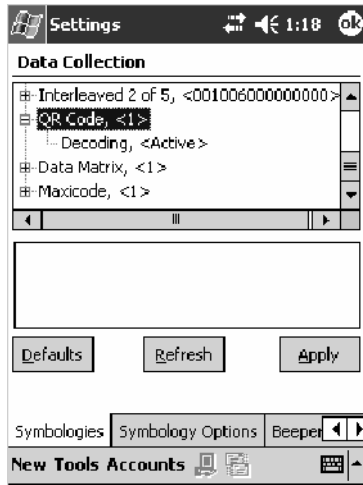 Settings 1:18 ok
Data Collection
Interleaved 2 of 5, <001006000000000>
QR Code, <1>
Decoding, <Active>
Data Matrix, <1>
Maxicode, <1>
Defaults Refresh Apply
Symbologies Symbology Options Beeper
New Tools Accounts